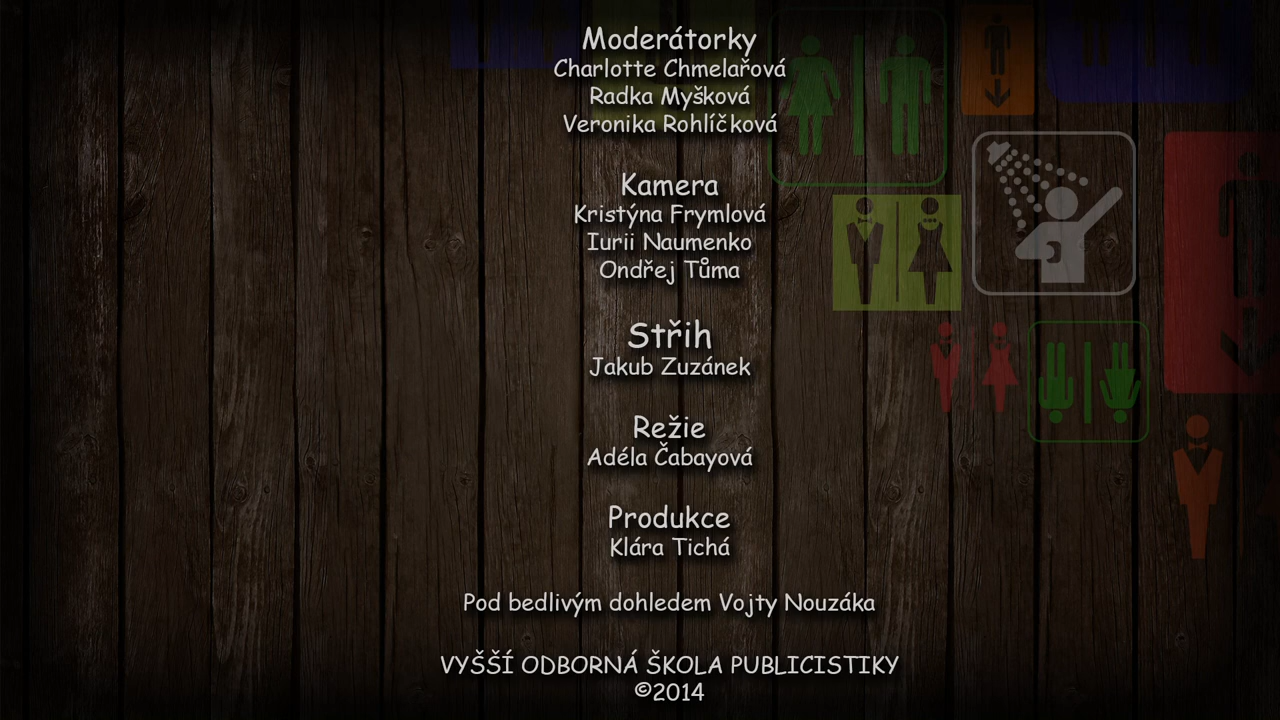 Moderátorky
Charlotte Chmelařová
Radka Myšková
Veronika Rohlíčková
Kamera
Kristýna Frymlová
Iurii Naumenko
Ondřej Tůma
Střih
Jakub Zuzánek
Režie
Adéla Čabayová
Produkce
Klára Tichá
Pod bedlivým dohledem Vojty Nouzáka
VYŠŠÍ ODBORNÁ ŠKOLA PUBLICISTIKY
©2014